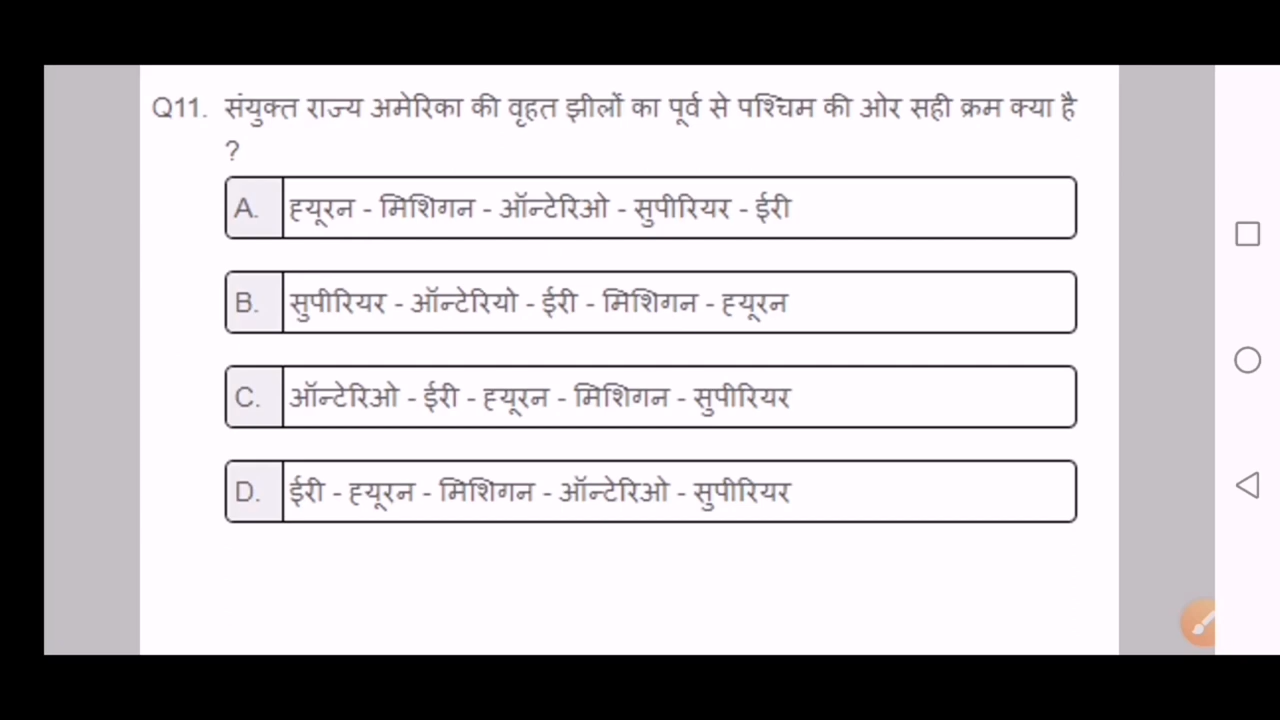 Q11. संयुक्त राज्य अमेरिका की वृहत झीलों का पूर्व से पश्चिम की ओर सही क्रम क्या है
?
A. ह्यूरन - मिशिगन - ऑन्टेरिओ - सुपीरियर - ईरी
B. सुपीरियर - ऑन्टेरियो - ईरी - मिशिगन - ह्यूरन
C. ऑन्टेरिओ - ईरी - ह्यूरन - मिशिगन - सुपीरियर
D. ईरी - ह्यूरन - मिशिगन - ऑन्टेरिओ - सुपीरियर